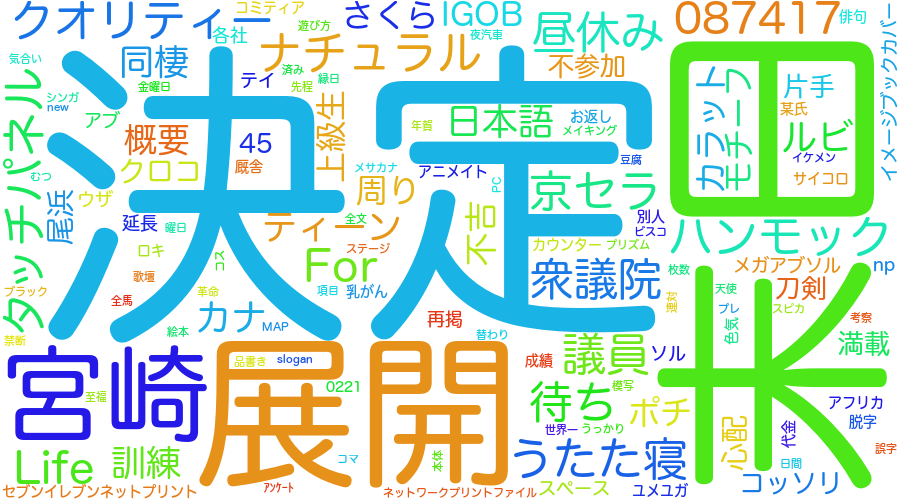 クオリティー
コミティア
さくら
IGOB
夜汽車
昼休み
087417
俳句
イメージブックカバー
気合い
同棲
各社
遊び方
ナチュラル
不参加
金曜日
済み
先程
縁日
テイ
シンガ
new
アブ
決定
田
米
カラット
モチーフ
片手
某氏
ルビ
イケメン
サイコロ
タッチパネル
概要
45
上級生
年賀
日本語
お返し
メイキング
豆腐
クロコ
厩舎
メサカナ
アニメイト
PC
むつ
ウザ
尾浜
周り
京セラ
延長
曜日
ティーン
全文
不吉
別人
ビスコ
ハンモック
ロキ
コス
ステージ
カウンター
プリズム
歌壇
For
衆議院
枚数
メガアブソル
np
ブラック
全馬
革命
項目
乳がん
連対
天使
刀剣
カナ
MAP
再掲
プレ
スピカ
考察
禁断
絵本
替わり
色気
満載
宮崎
展開
品書き
slogan
成績
議員
ソル
誤字
至福
0221
待ち
模写
ポチ
アフリカ
脱字
世界一
うっかり
心配
代金
Life
訓練
コマ
本体
うたた寝
日間
コッソリ
セブンイレブンネットプリント
アンケート
ネットワークプリントファイル
スペース
ユメユガ